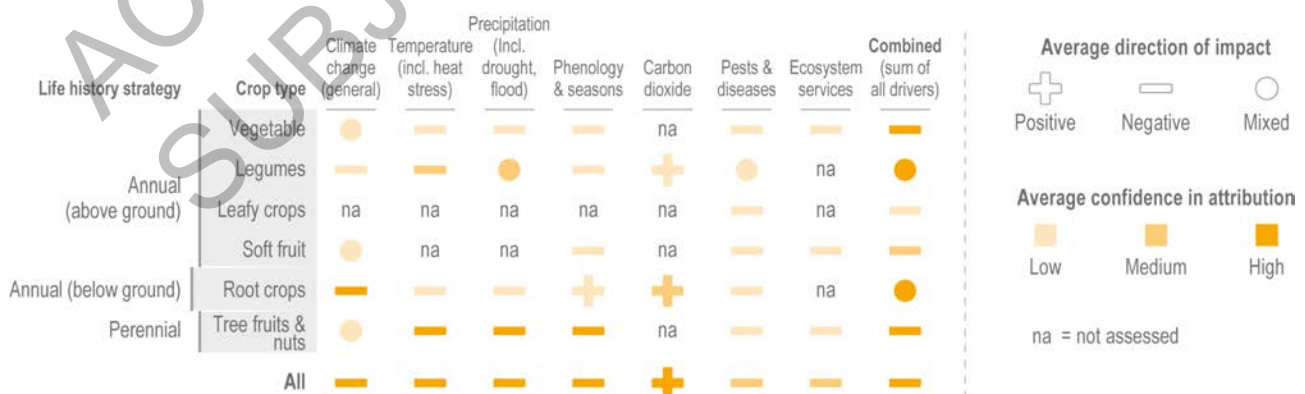 Life history strategy
Crop type
Climate change (general)
Temperature (incl. heat stress)
Precipitation (Incl. drought, flood)
Phenology & seasons
Carbon dioxide
Pests & diseases
Ecosystem services
Combined (sum of all drivers)
Annual (above ground)
Vegetable na
Legumes na
Leafy crops na na na na na na
Soft fruit na na na
Annual (below ground) Root crops na
Perennial Tree fruits & nuts na
All
Average direction of impact
Positive Negative Mixed
Average confidence in attribution
Low Medium High
na = not assessed
SUBJ